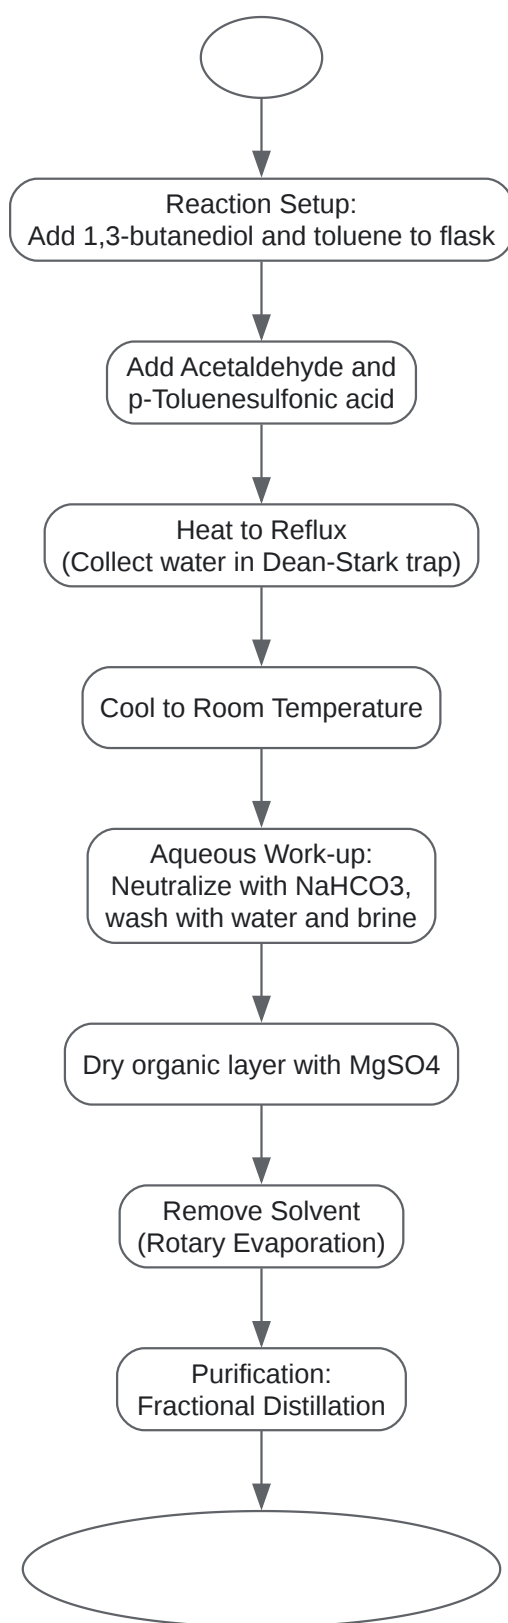 Reaction Setup:
Add 1,3-butanediol and toluene to flask
Add Acetaldehyde and
p-Toluenesulfonic acid
Heat to Reflux
(Collect water in Dean-Stark trap)
Cool to Room Temperature
Aqueous Work-up:
Neutralize with NaHCO3,
wash with water and brine
Dry organic layer with MgSO4
Remove Solvent
(Rotary Evaporation)
Purification:
Fractional Distillation